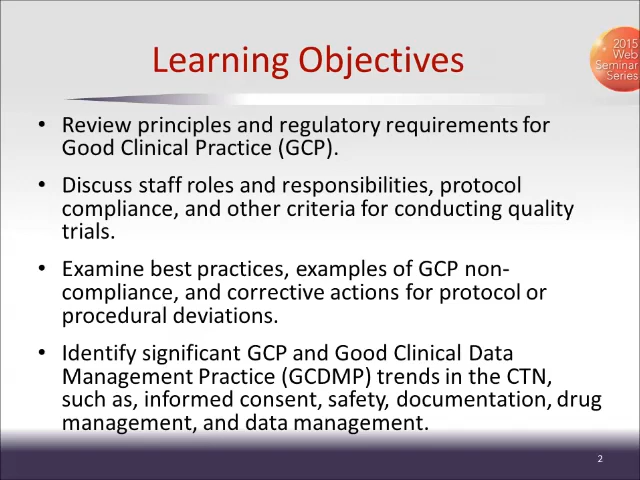 Learning Objectives
2015
Web
Seminar
Series
• Review principles and regulatory requirements for
Good Clinical Practice (GCP).
• Discuss staff roles and responsibilities, protocol
compliance, and other criteria for conducting quality
trials.
• Examine best practices, examples of GCP non-
compliance, and corrective actions for protocol or
procedural deviations.
• Identify significant GCP and Good Clinical Data
Management Practice (GCDMP) trends in the CTN,
such as, informed consent, safety, documentation, drug
management, and data management.
2